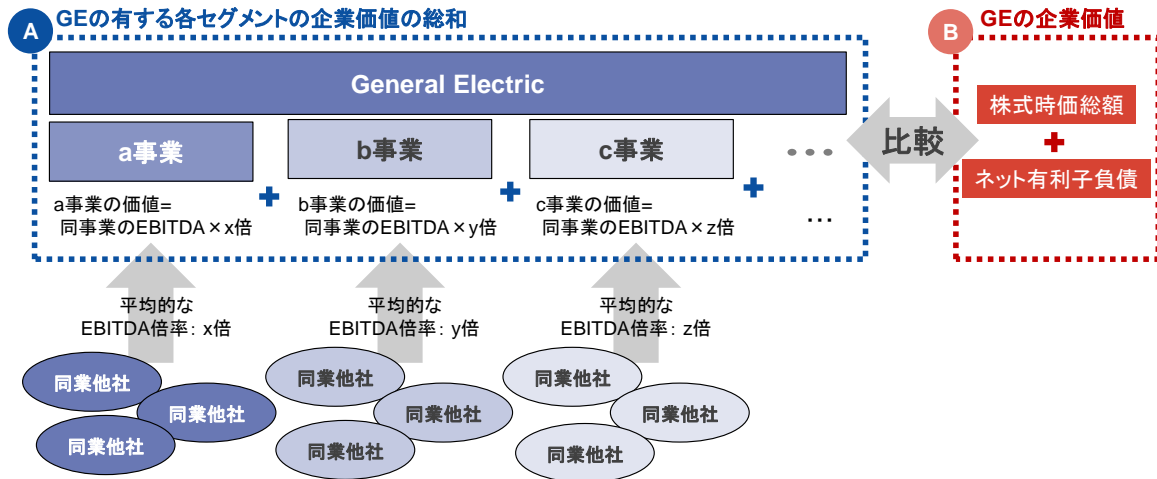 A
GEの有する各セグメントの企業価値の総和
General Electric
a事業
b事業
c事業
・・・
a事業の価値=
同事業のEBITDA×x倍
b事業の価値=
同事業のEBITDA×y倍
c事業の価値=
同事業のEBITDA×z倍
…
平均的な
EBITDA倍率: x倍
平均的な
EBITDA倍率: y倍
平均的な
EBITDA倍率: z倍
同業他社
同業他社
同業他社
同業他社
同業他社
同業他社
同業他社
同業他社
同業他社
比較
B
GEの企業価値
株式時価総額
+
ネット有利子負債